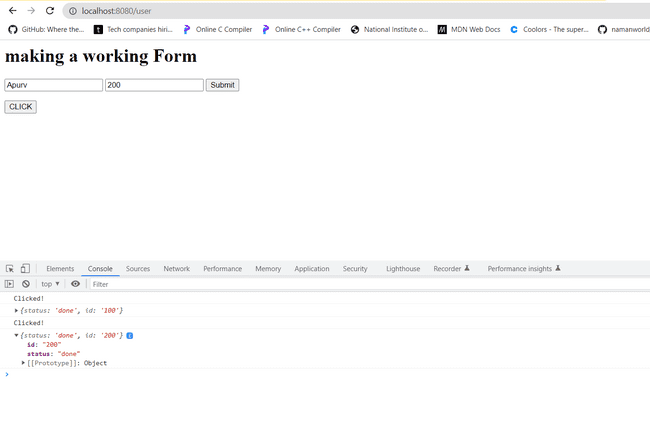 localhost:8080/user
GitHub: Where the... Tech companies hiri... Online C Compiler Online C++ Compiler National Institute o... MDN Web Docs Coolors - The super... namanworld
making a working Form
Apurv 200 Submit
CLICK
Elements Console Sources Network Performance Memory Application Security Lighthouse Recorder Performance insights
top Filter
Clicked!
{status: 'done', id: '100'}
Clicked!
{status: 'done', id: '200'}
id: "200"
status: "done"
[[Prototype]]: Object